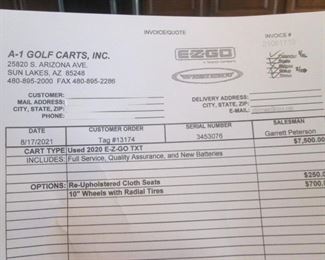 INVOICE/QUOTE
INVOICE #
A-1 GOLF CARTS, INC.
25820 S. ARIZONA AVE.
SUN LAKES, AZ 85248
480-895-2000 FAX 480-895-2286
E-Z-GO
WESTERN
CUSTOMER:
MAIL ADDRESS:
CITY, STATE, ZIP:
PHONE:
DELIVERY ADDRESS:
CITY, STATE, ZIP:
E-MAIL:
DATE CUSTOMER ORDER SERIAL NUMBER SALESMAN
8/17/2021 Tag #13174 3453076 Garrett Peterson
CART TYPE Used 2020 E-Z-GO TXT $7,500.00
INCLUDES: Full Service, Quality Assurance, and New Batteries
OPTIONS: Re-Upholstered Cloth Seats $250.0
10" Wheels with Radial Tires $700.